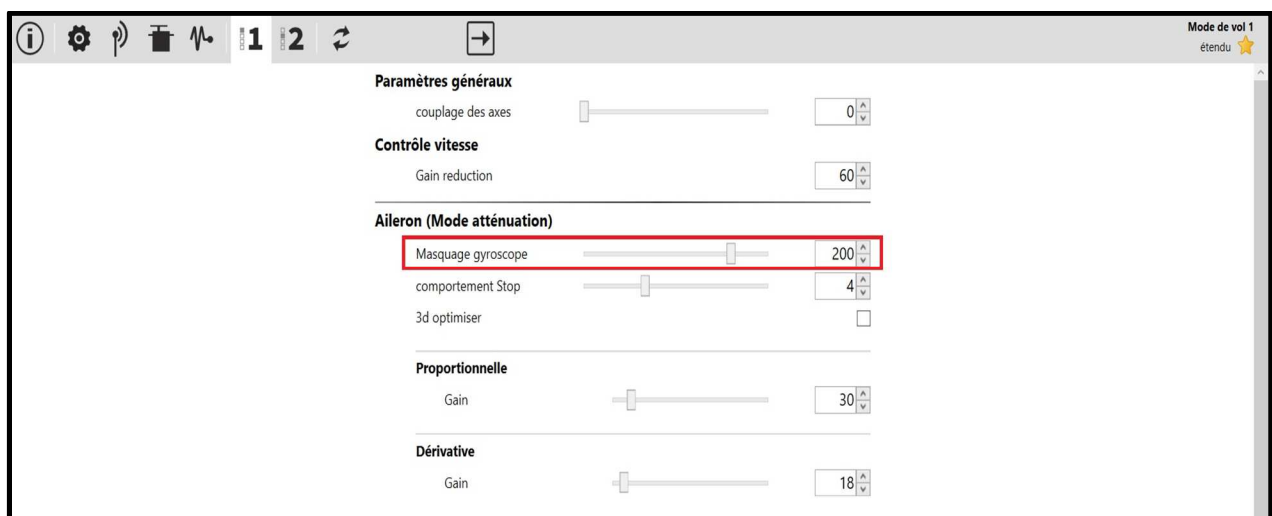 1 2
Mode de vol 1
étendu
Paramètres généraux
couplage des axes 0
Contrôle vitesse
Gain reduction 60
Aileron (Mode atténuation)
Masquage gyroscope 200
comportement Stop 4
3d optimiser
Proportionnelle
Gain 30
Dérivative
Gain 18